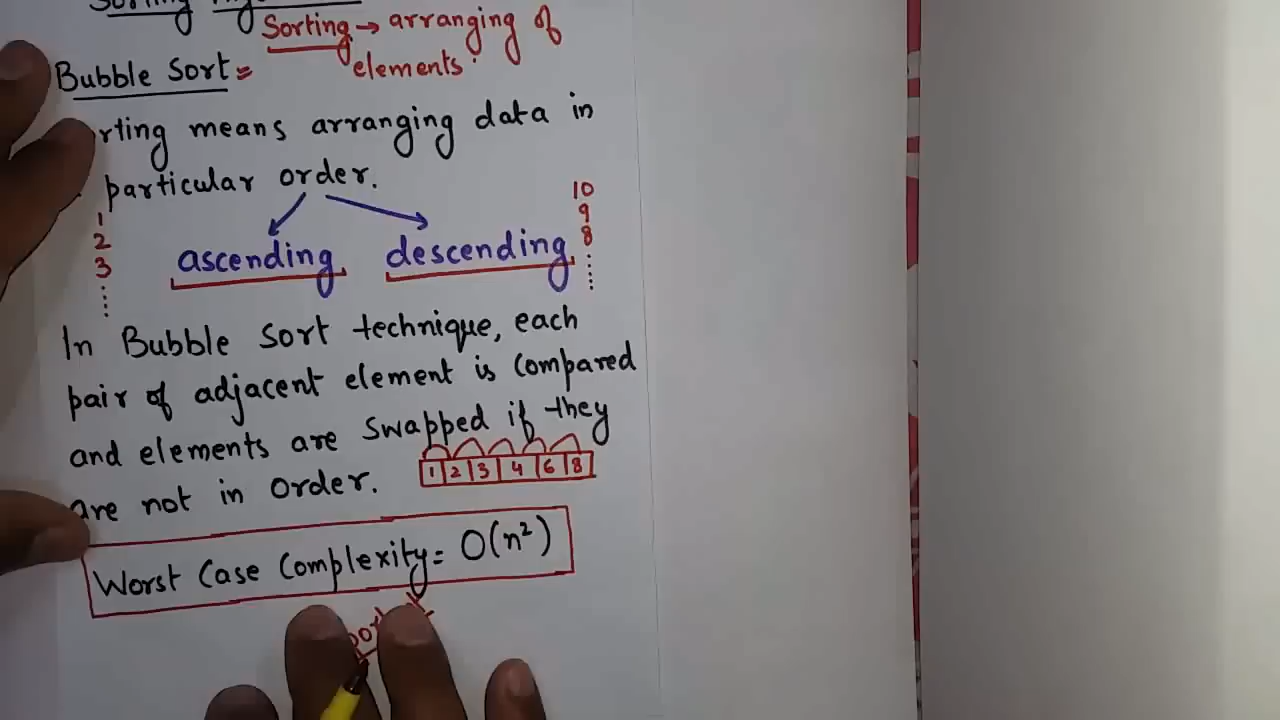 Sorting
Sorting → arranging of
elements.
Bubble Sort =
rting means arranging data in
particular order.
1
2
3
ascending descending
10
9
8
In Bubble Sort technique, each
pair of adjacent element is compared
and elements are swapped if they
are not in order.
1 2 3 4 6 8
Worst Case Complexity = O(n²)